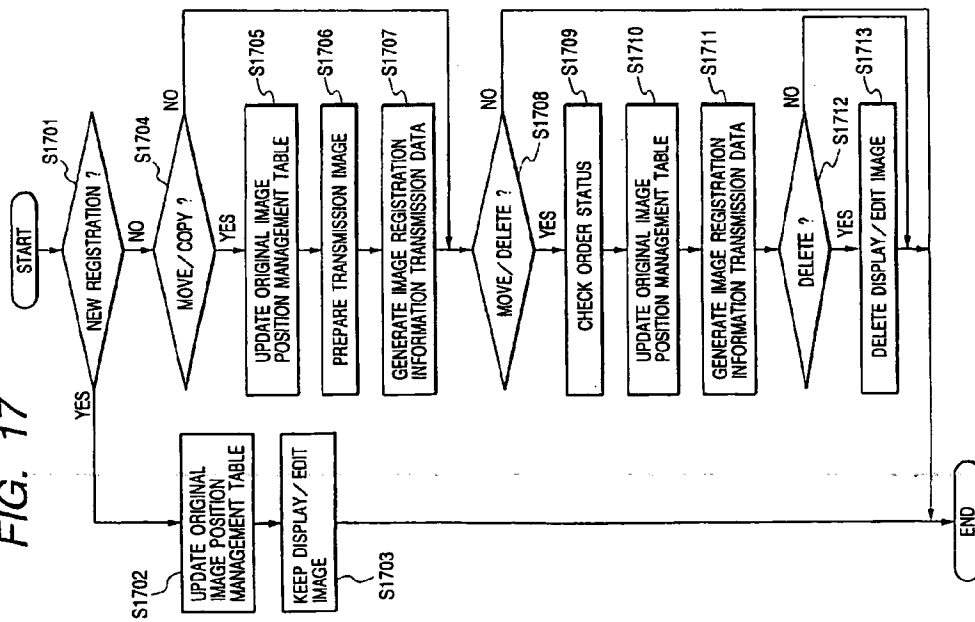 FIG. 17
START
S1701
NEW REGISTRATION ?
YES
NO
S1702
UPDATE ORIGINAL
IMAGE POSITION
MANAGEMENT TABLE
KEEP DISPLAY/EDIT
IMAGE
S1703
S1704
MOVE/COPY ?
NO
YES
S1705
UPDATE ORIGINAL IMAGE
POSITION MANAGEMENT TABLE
S1706
PREPARE TRANSMISSION IMAGE
S1707
GENERATE IMAGE REGISTRATION
INFORMATION TRANSMISSION DATA
MOVE/DELETE ?
NO
S1708
YES
S1709
CHECK ORDER STATUS
S1710
UPDATE ORIGINAL IMAGE
POSITION MANAGEMENT TABLE
S1711
GENERATE IMAGE REGISTRATION
INFORMATION TRANSMISSION DATA
DELETE ?
NO
S1712
YES
S1713
DELETE DISPLAY/EDIT IMAGE
END